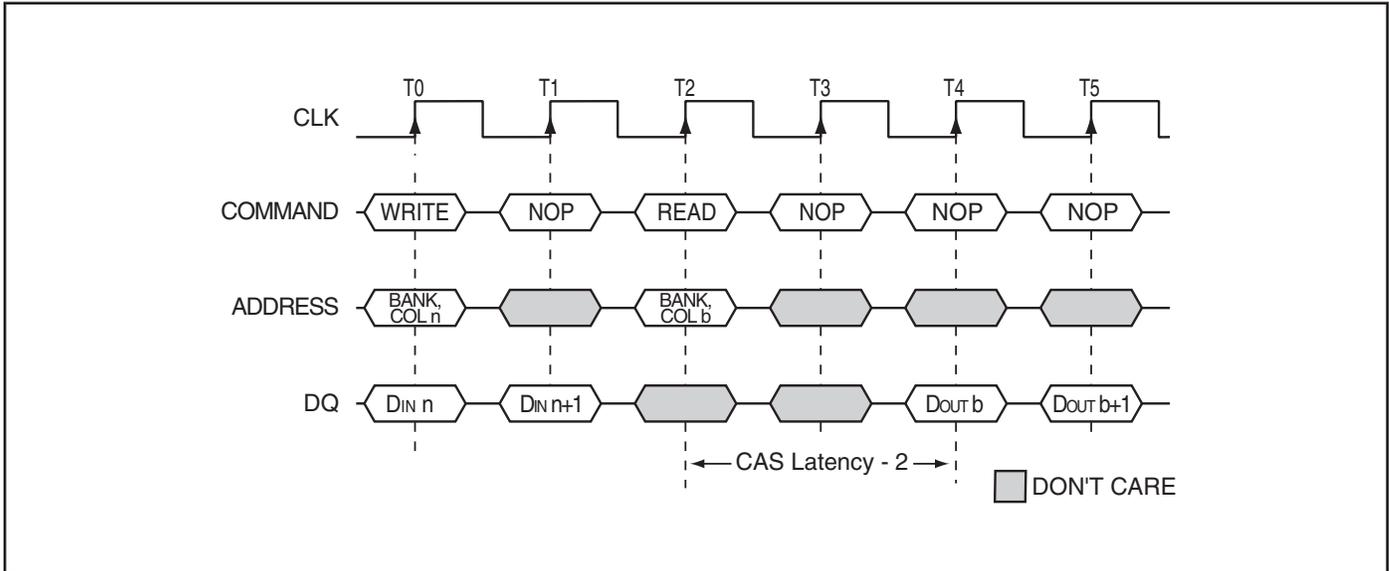 T0 T1 T2 T3 T4 T5
CLK
COMMAND WRITE NOP READ NOP NOP NOP
ADDRESS BANK, COL n BANK, COL b
DQ DIN n DIN n+1 DOUT b DOUT b+1
CAS Latency - 2
DON'T CARE